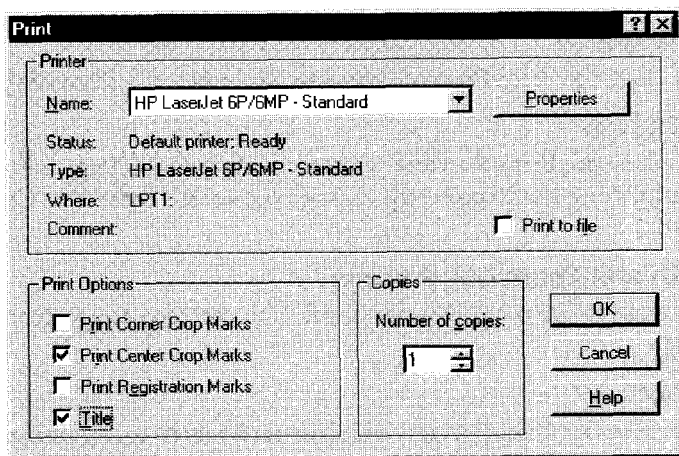 Print
Printer
Name: HP LaserJet 6P/6MP - Standard Properties
Status: Default printer; Ready
Type: HP LaserJet 6P/6MP - Standard
Where: LPT1:
Comment: Print to file
Print Options
Print Corner Crop Marks
Print Center Crop Marks
Print Registration Marks
Title
Copies
Number of copies:
1
OK
Cancel
Help